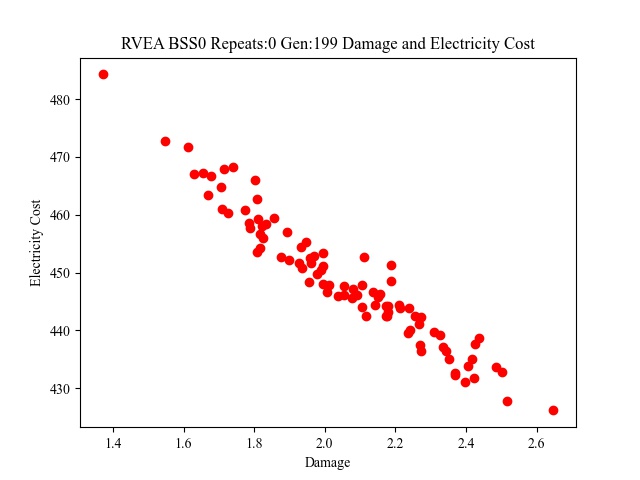 RVEA BSS0 Repeats:0 Gen:199 Damage and Electricity Cost
480
470
460
450
440
430
Electricity Cost
1.4 1.6 1.8 2.0 2.2 2.4 2.6
Damage